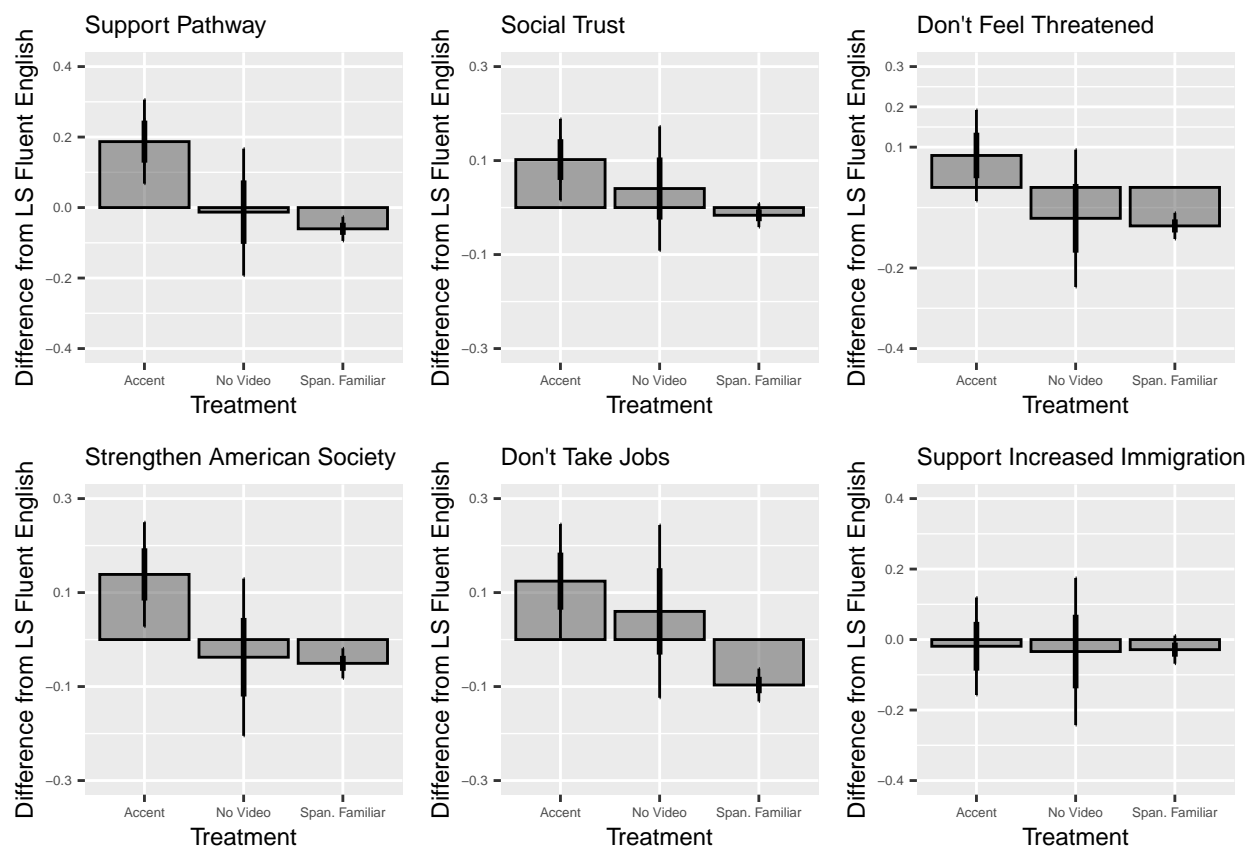 Support Pathway
Difference from LS Fluent English
0.4
0.2
0.0
−0.2
−0.4
Accent No Video Span. Familiar
Treatment
Social Trust
Difference from LS Fluent English
0.3
0.1
−0.1
−0.3
Accent No Video Span. Familiar
Treatment
Don't Feel Threatened
Difference from LS Fluent English
0.3
0.2
0.1
−0.2
−0.4
Accent No Video Span. Familiar
Treatment
Strengthen American Society
Difference from LS Fluent English
0.3
0.1
−0.1
−0.3
Accent No Video Span. Familiar
Treatment
Don't Take Jobs
Difference from LS Fluent English
0.3
0.1
−0.1
−0.3
Accent No Video Span. Familiar
Treatment
Support Increased Immigration
Difference from LS Fluent English
0.4
0.2
0.0
−0.2
−0.4
Accent No Video Span. Familiar
Treatment